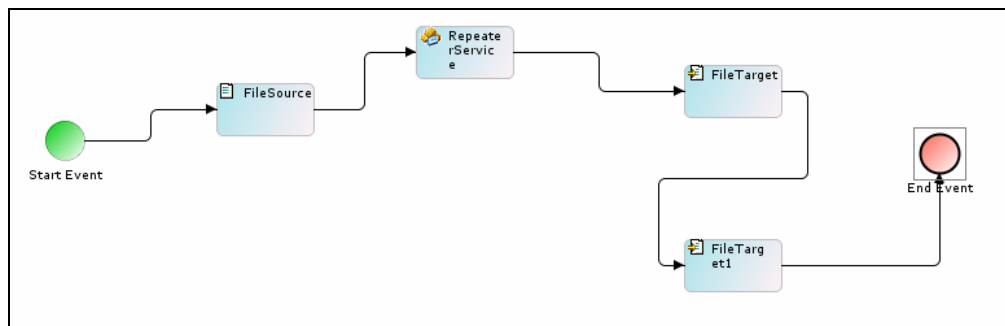 Start Event
FileSource
Repeate
rServic
e
FileTarget
FileTarg
et1
End Event